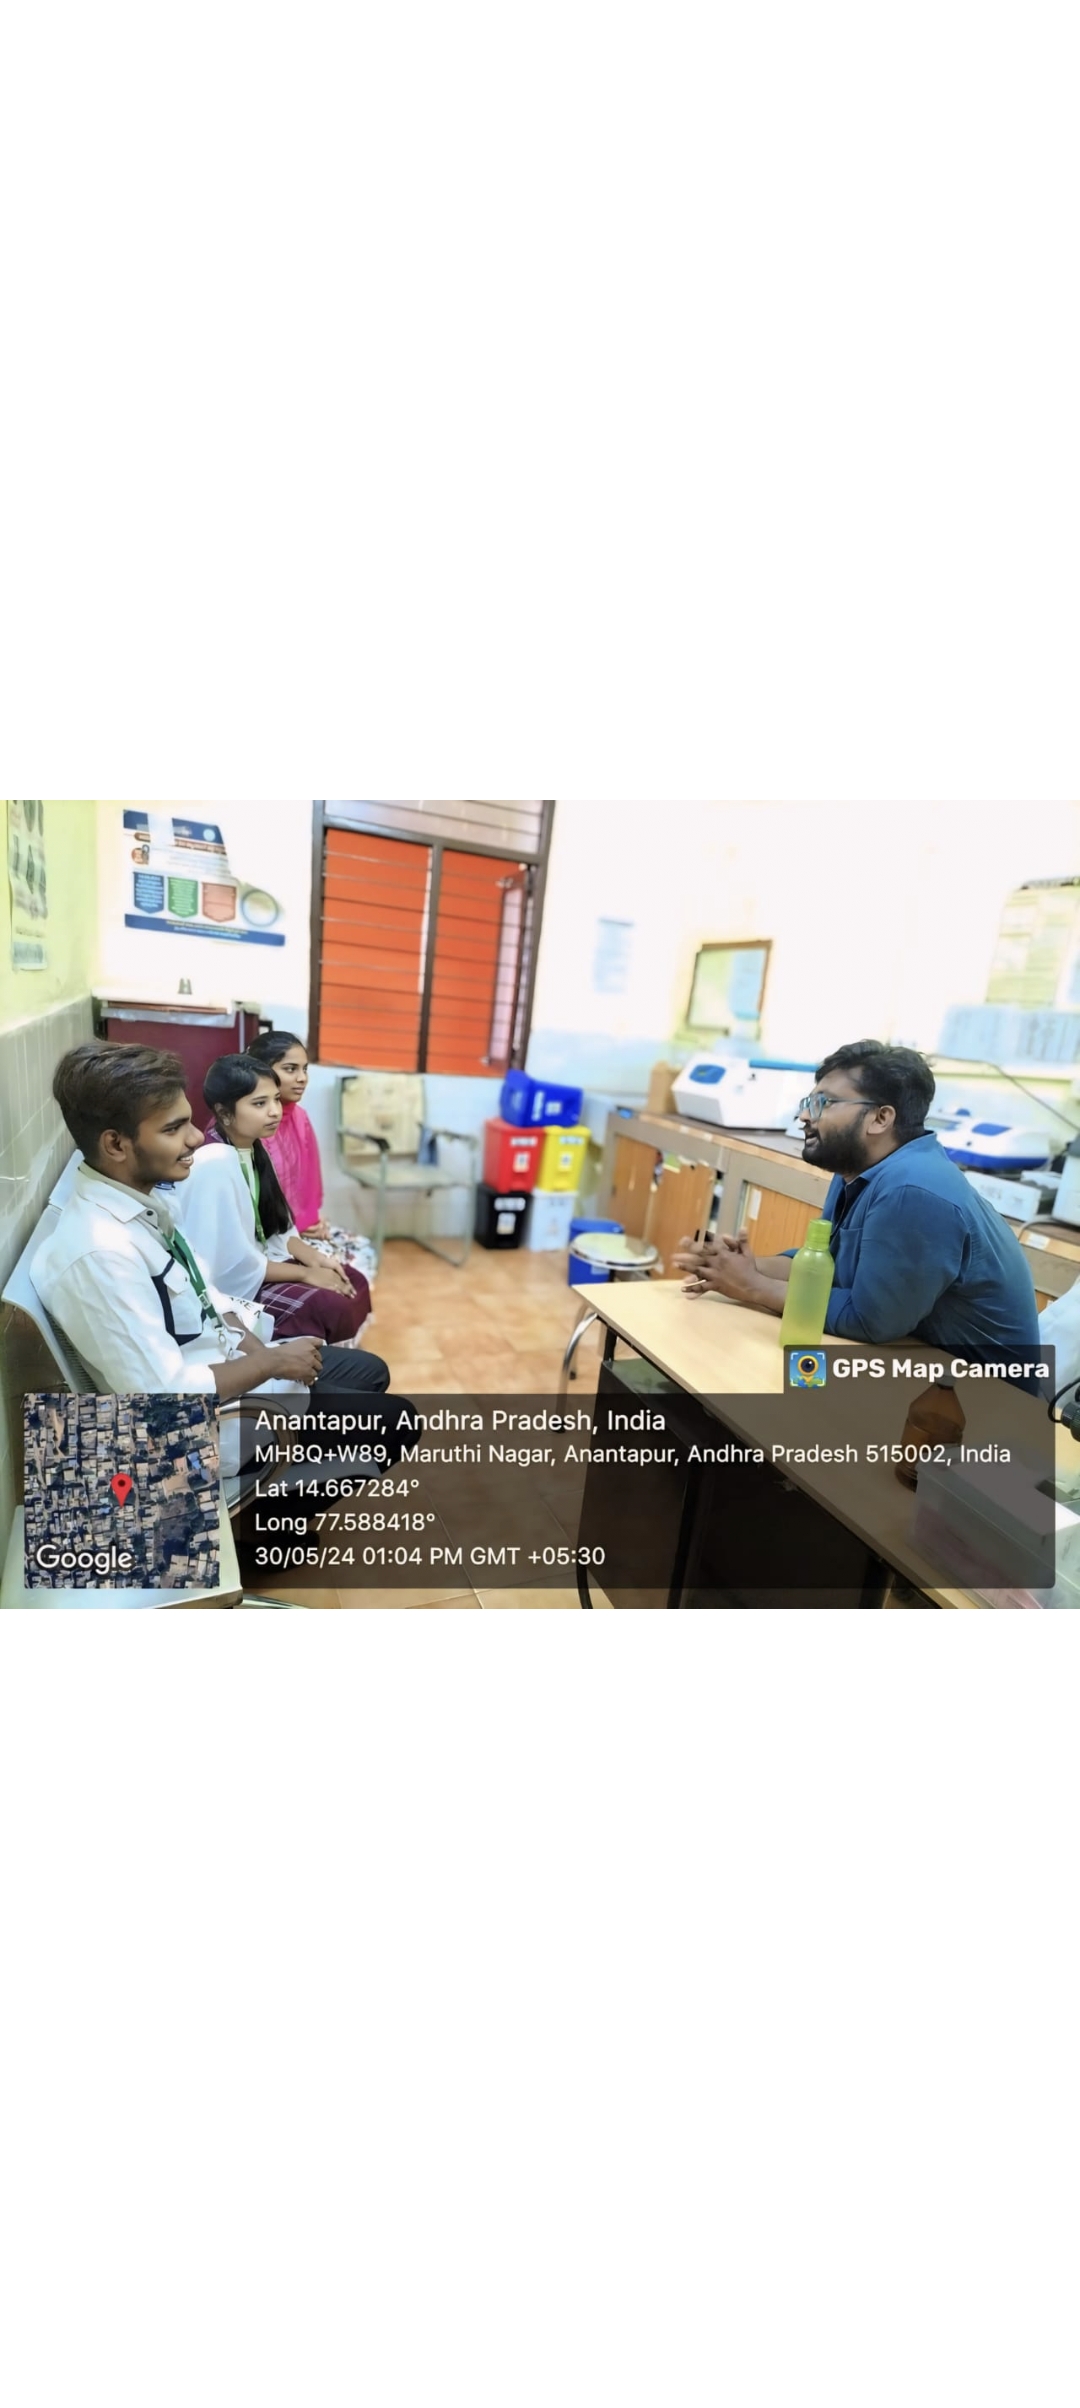 GPS Map Camera
Anantapur, Andhra Pradesh, India
MH8Q+W89, Maruthi Nagar, Anantapur, Andhra Pradesh 515002, India
Lat 14.667284°
Long 77.588418°
30/05/24 01:04 PM GMT +05:30
Google